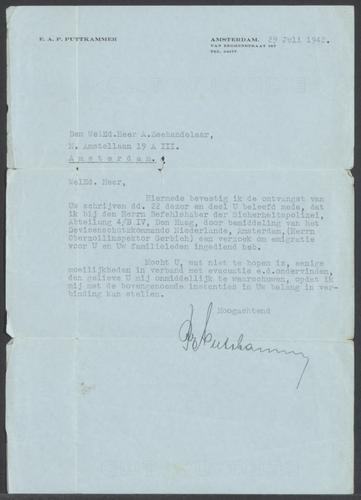 E. A. P. PUTTKAMMER
AMSTERDAM, 29 Juli 1942.
VAN EEGHENSTRAAT 107
TEL.
Den WelEd.Heer A.Zeehandelaar,
N. Amstellaan 19 A III.
Amsterdam.
WelEd. Heer,
Hiermede bevestig ik de ontvangst van
Uw schrijven dd. 22 dezer en deel U beleefd mede, dat
ik bij den Herrn Befehlshaber der Sicherheitspolizei,
Abteilung 4/B IV, Den Haag, door bemiddeling van het
Devisenschutzkommando Niederlande, Amsterdam,(Herrn
Oberzollinspektor Gerbich) een verzoek om emigratie
voor U en Uw familieleden ingediend heb.
Mocht U, wat niet te hopen is, eenige
moeilijkheden in verband met evacuatie e.d.ondervinden,
dan gelieve U mij onmiddellijk te waarschuwen, opdat ik
mij met de bovengenoemde instanties in Uw belang in ver-
binding kan stellen.
Hoogachtend
Puttkammer